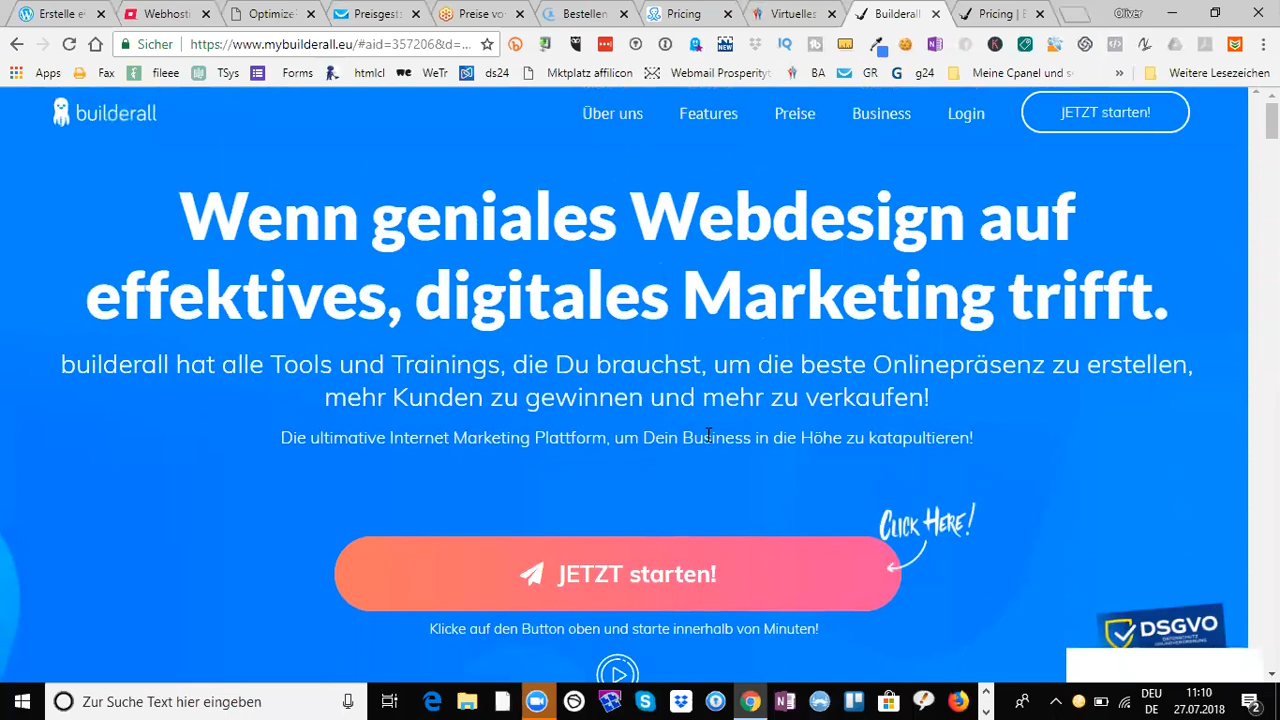 Erstelle e
Webhosti
Optimize
Preisgest
Preise vo
Bestellen
Pricing
Virtuelles
Builderall
Pricing | E
Oliver
Sicher
https://www.mybuilderall.eu/#aid=357206&d=...
Apps
Fax
fileee
TSys
Forms
htmlcl
WeTr
ds24
Mktplatz affilicon
Webmail Prosperity
BA
GR
g24
Meine Cpanel und s
Weitere Lesezeichen
builderall
Über uns
Features
Preise
Business
Login
JETZT starten!
Wenn geniales Webdesign auf
effektives, digitales Marketing trifft.
builderall hat alle Tools und Trainings, die Du brauchst, um die beste Onlinepräsenz zu erstellen,
mehr Kunden zu gewinnen und mehr zu verkaufen!
Die ultimative Internet Marketing Plattform, um Dein Business in die Höhe zu katapultieren!
CLICK HERE!
JETZT starten!
Klicke auf den Button oben und starte innerhalb von Minuten!
DSGVO
Zur Suche Text hier eingeben
DEU
DE
11:10
27.07.2018
2